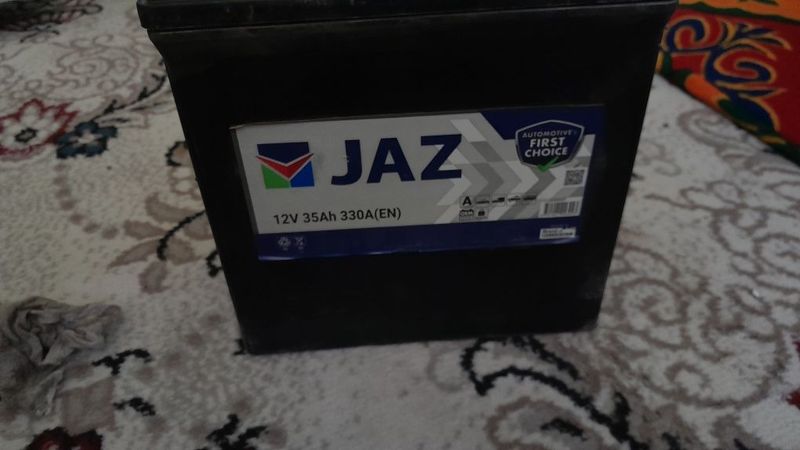 JAZ
AUTOMOTIVE'S
FIRST
CHOICE
A
12V 35Ah 330A(EN)